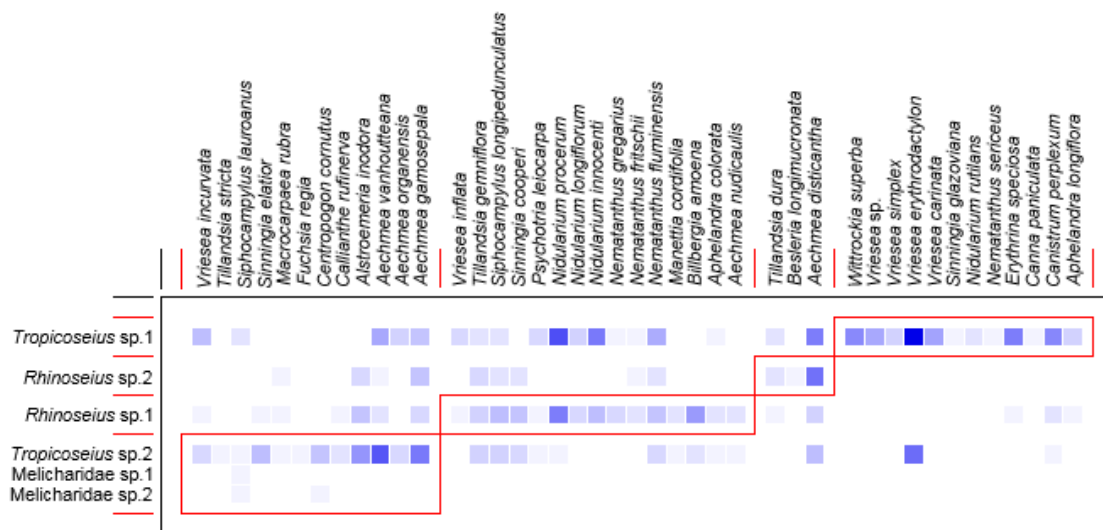 Vriesea incurvata
Tillandsia stricta
Siphocampylus lauroanus
Sinningia elatior
Macrocarpaea rubra
Fuchsia regia
Centropogon cornutus
Callianthe rufinerva
Alstroemeria inodora
Aechmea vanhoutteana
Aechmea organensis
Aechmea gamosepala
Vriesea inflata
Tillandsia gemniflora
Siphocampylus longipedunculatus
Sinningia cooperi
Psychotria leiocarpa
Nidularium procerum
Nidularium longiflorum
Nidularium innocenti
Nematanthus gregarius
Nematanthus fritschii
Nematanthus fluminensis
Manettia cordifolia
Billbergia amoena
Aphelandra colorata
Aechmea nudicaulis
Tillandsia dura
Besleria longimucronata
Aechmea disticantha
Wittrockia superba
Vriesea sp.
Vriesea simplex
Vriesea erythrodactylon
Vriesea carinata
Sinningia glazoviana
Nidularium rutilans
Nematanthus sericeus
Erythrina speciosa
Canna paniculata
Canistrum perplexum
Aphelandra longiflora
Tropicoseius sp.1
Rhinoseius sp.2
Rhinoseius sp.1
Tropicoseius sp.2
Melicharidae sp.1
Melicharidae sp.2